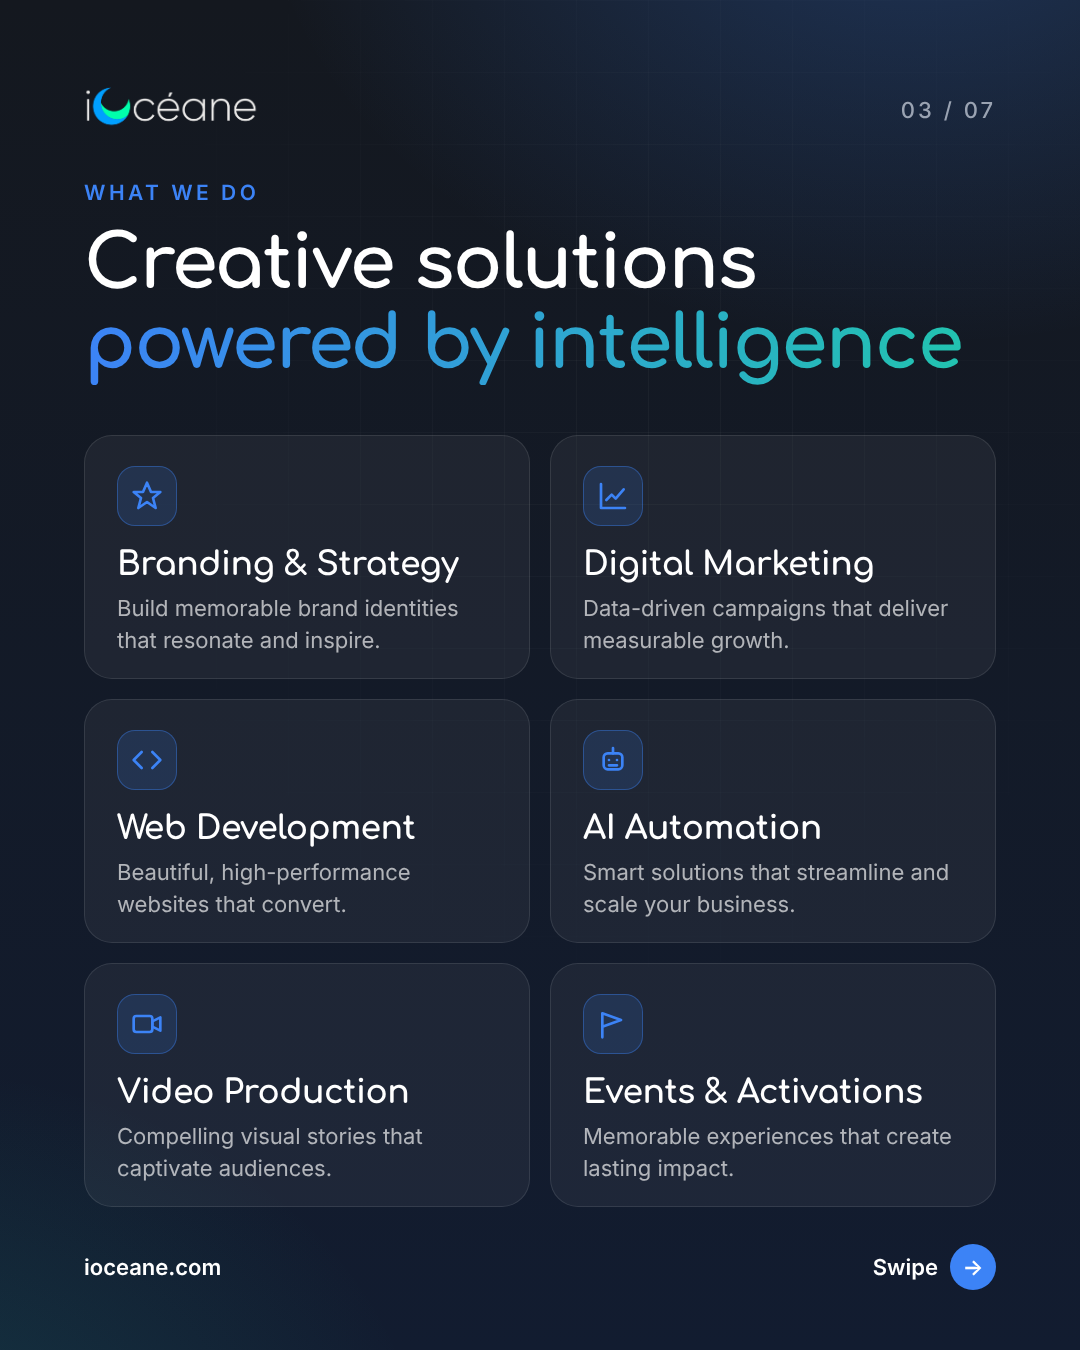 iocéane
03 / 07
WHAT WE DO
Creative solutions
powered by intelligence
Branding & Strategy
Build memorable brand identities
that resonate and inspire.
Digital Marketing
Data-driven campaigns that deliver
measurable growth.
Web Development
Beautiful, high-performance
websites that convert.
AI Automation
Smart solutions that streamline and
scale your business.
Video Production
Compelling visual stories that
captivate audiences.
Events & Activations
Memorable experiences that create
lasting impact.
ioceane.com
Swipe